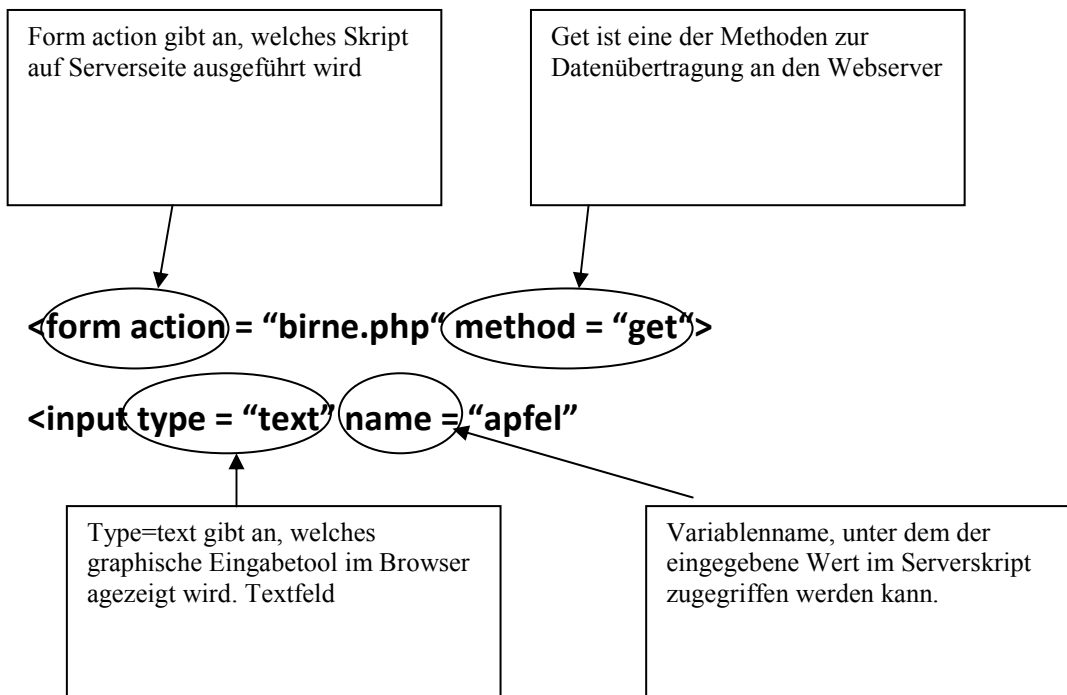 Form action gibt an, welches Skript
auf Serverseite ausgeführt wird
Get ist eine der Methoden zur
Datenübertragung an den Webserver
<form action = “birne.php“ method = “get“>
<input type = “text” name = “apfel”
Type=text gibt an, welches
graphische Eingabetool im Browser
agezeigt wird. Textfeld
Variablenname, unter dem der
eingegebene Wert im Serverskript
zugegriffen werden kann.